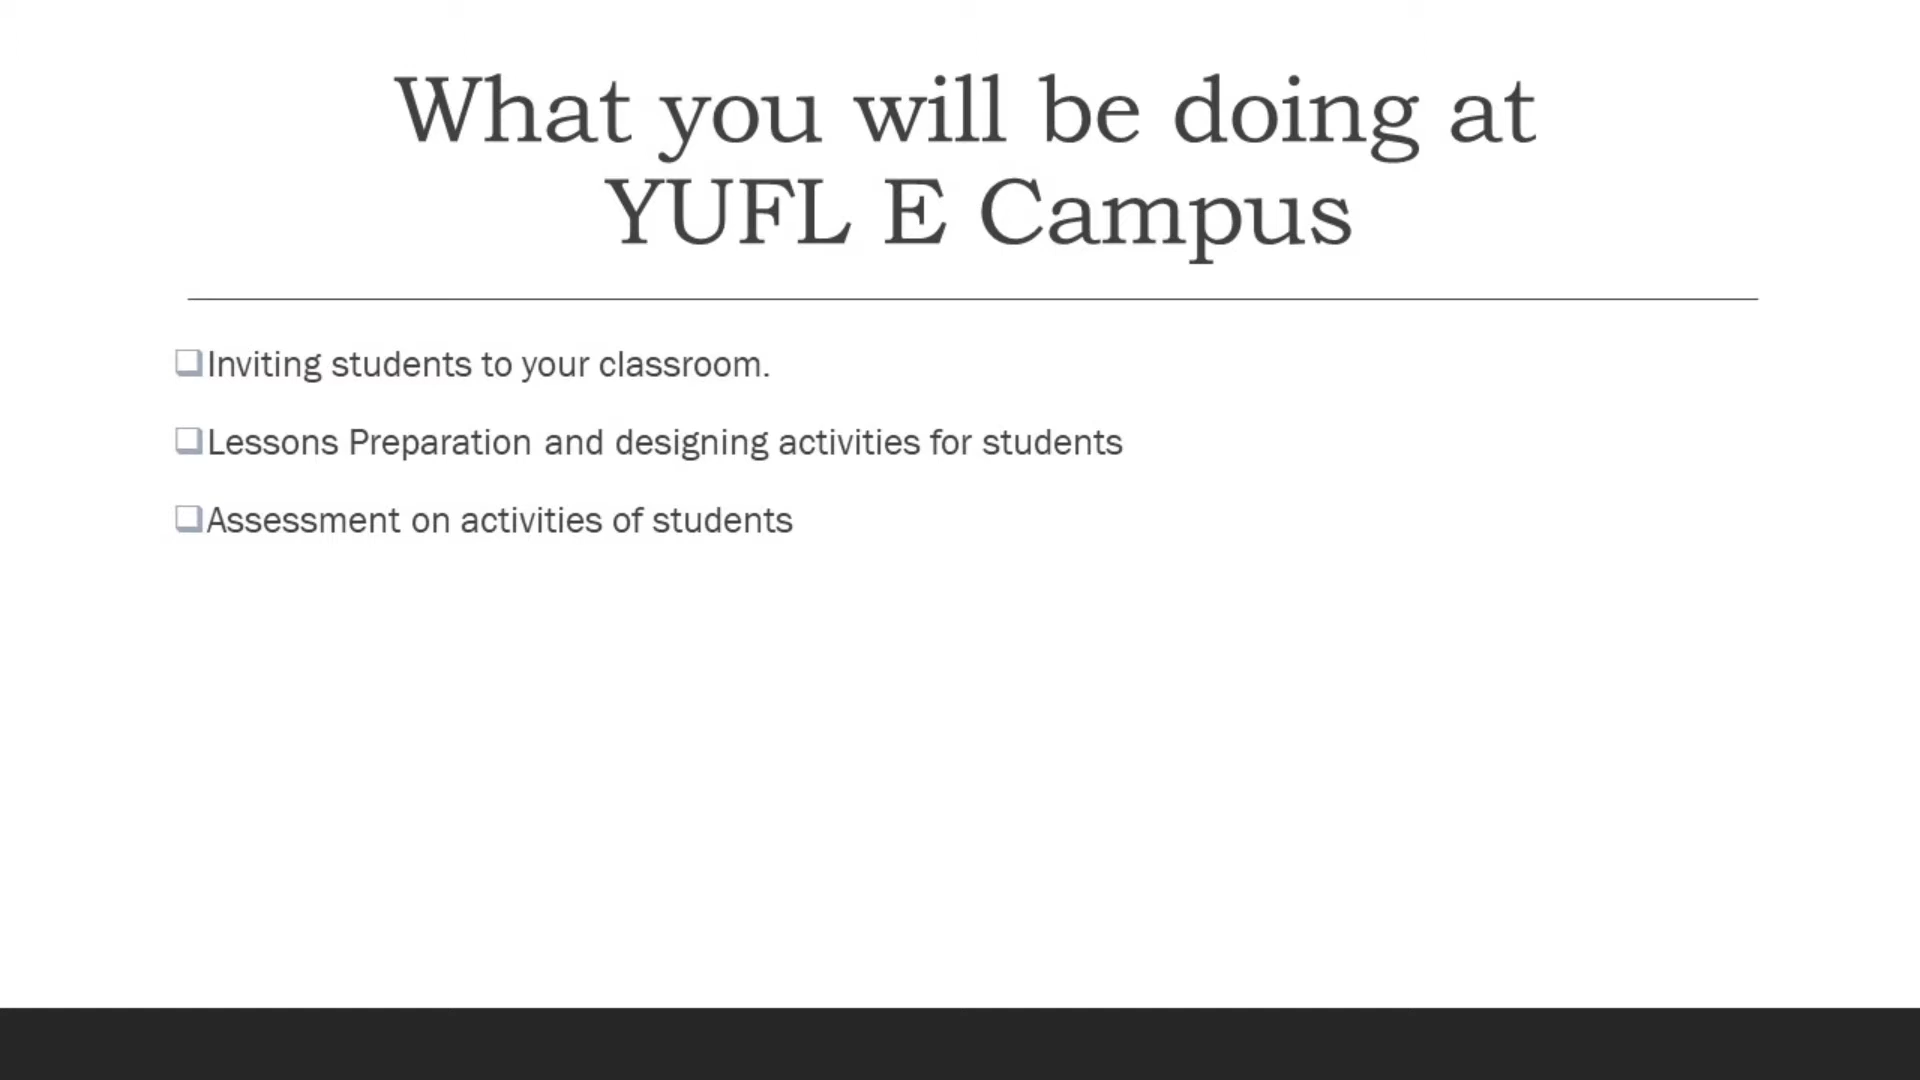 What you will be doing at
YUFL E Campus
Inviting students to your classroom.
Lessons Preparation and designing activities for students
Assessment on activities of students